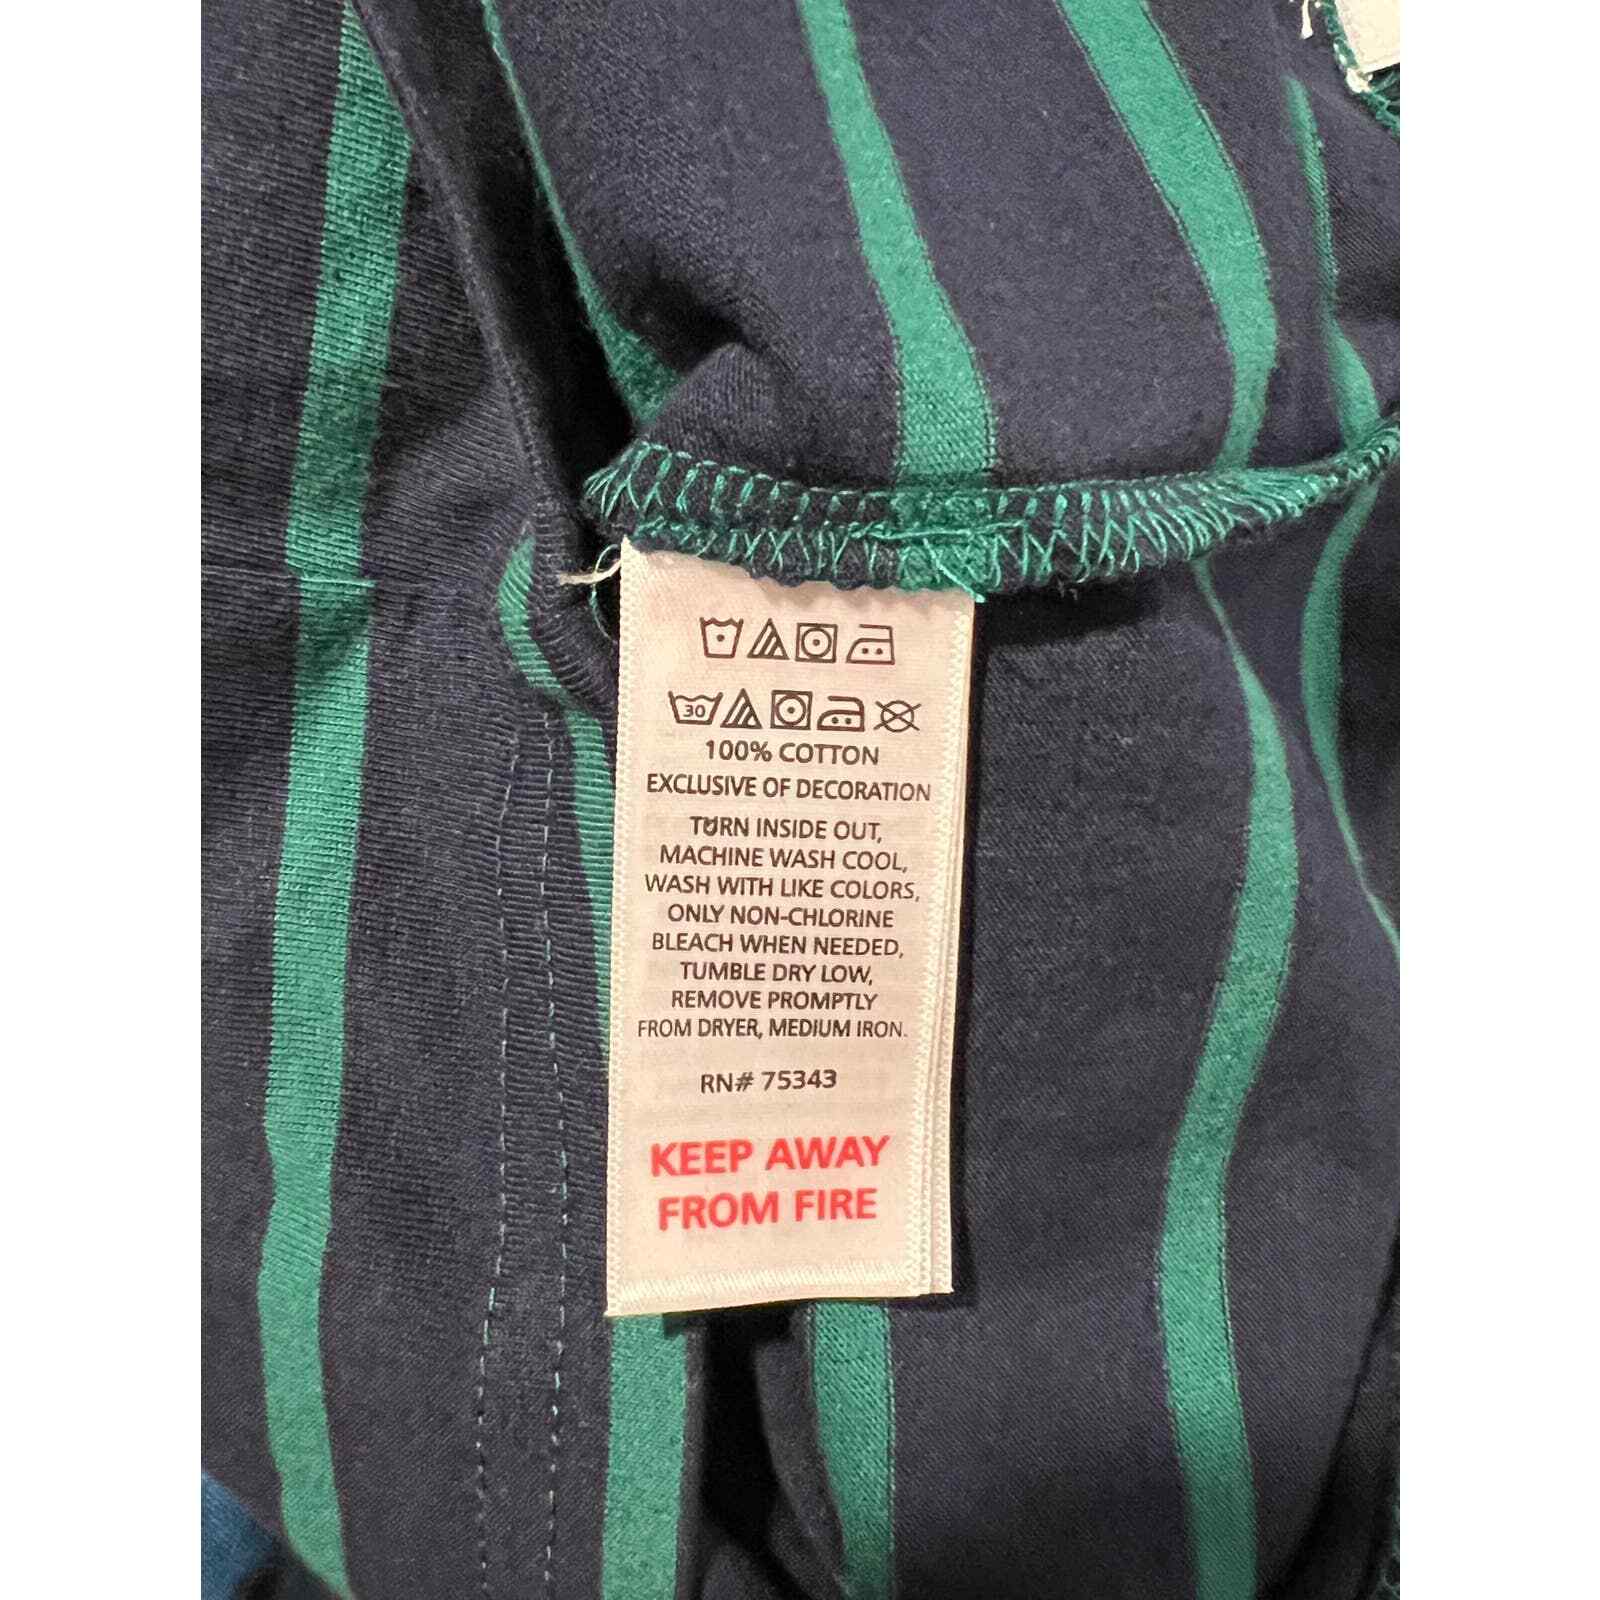 30
100% COTTON
EXCLUSIVE OF DECORATION
TURN INSIDE OUT,
MACHINE WASH COOL,
WASH WITH LIKE COLORS,
ONLY NON-CHLORINE
BLEACH WHEN NEEDED,
TUMBLE DRY LOW,
REMOVE PROMPTLY
FROM DRYER, MEDIUM IRON.
RN# 75343
KEEP AWAY
FROM FIRE